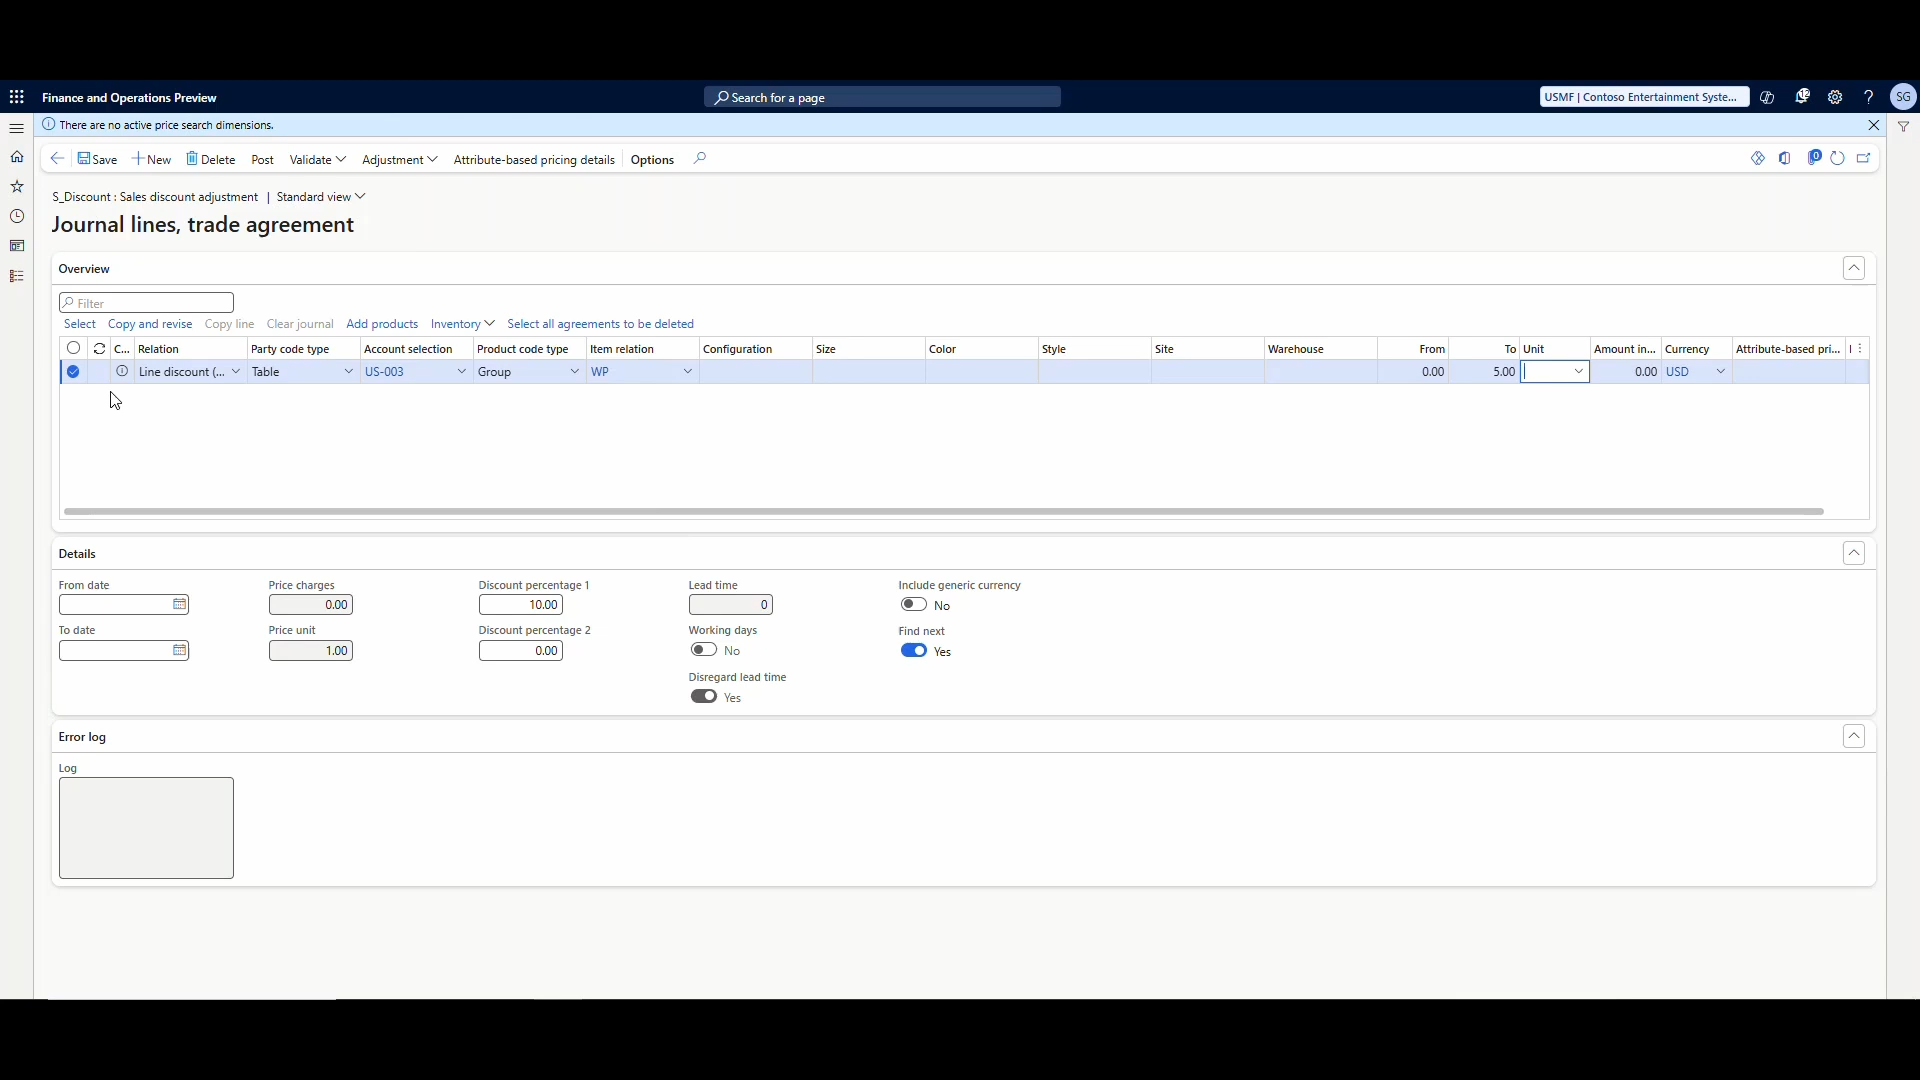 Finance and Operations Preview
Search for a page
USMF | Contoso Entertainment Syste...
12
SG
There are no active price search dimensions.
Save
New
Delete
Post
Validate
Adjustment
Attribute-based pricing details
Options
0
S_Discount : Sales discount adjustment | Standard view
Journal lines, trade agreement
Overview
Filter
Select
Copy and revise
Copy line
Clear journal
Add products
Inventory
Select all agreements to be deleted
C... Relation Party code type Account selection Product code type Item relation Configuration Size Color Style Site Warehouse From To Unit Amount in... Currency Attribute-based pri...
Line discount (... Table US-003 Group WP 0.00 5.00 0.00 USD
Details
From date
To date
Price charges
0.00
Price unit
1.00
Discount percentage 1
10.00
Discount percentage 2
0.00
Lead time
0
Working days
No
Disregard lead time
Yes
Include generic currency
No
Find next
Yes
Error log
Log